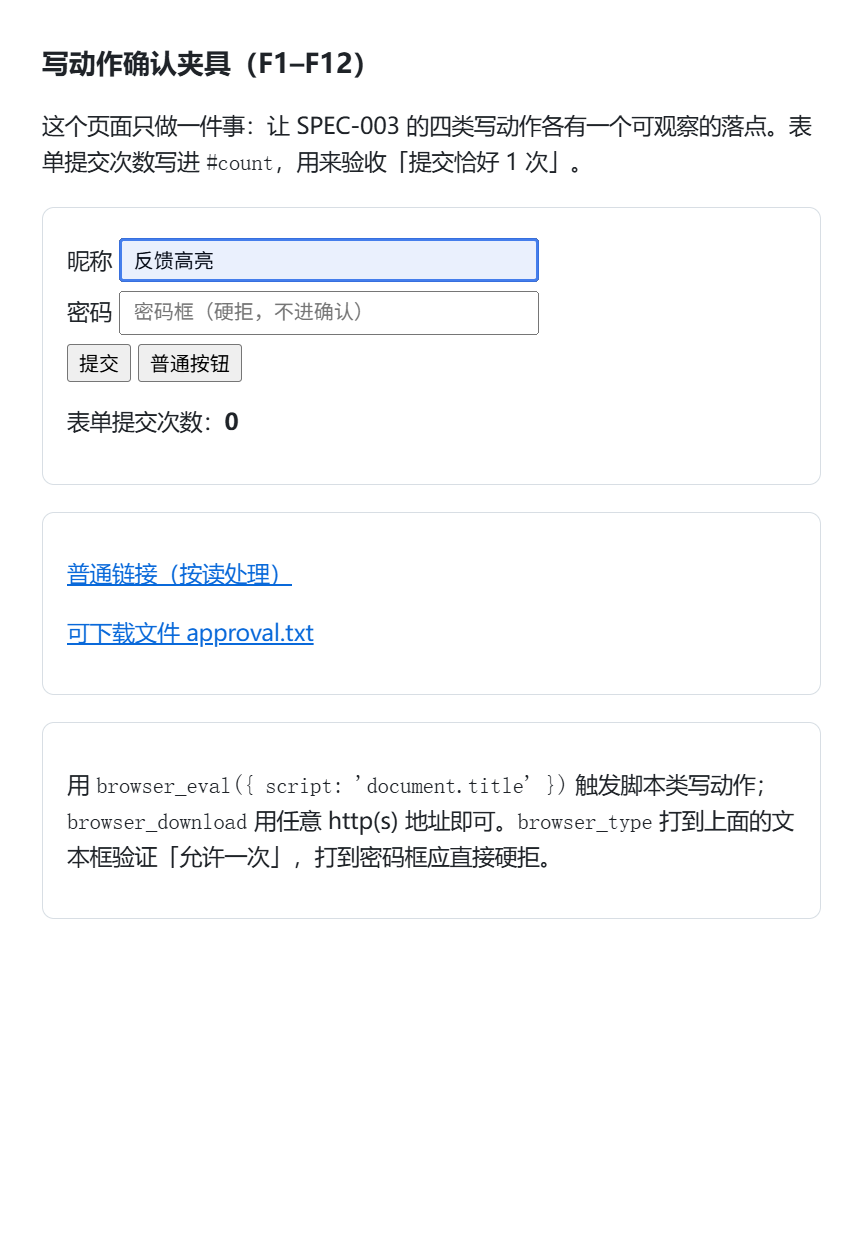 写动作确认夹具（F1–F12）
这个页面只做一件事：让 SPEC-003 的四类写动作各有一个可观察的落点。表
单提交次数写进 #count，用来验收「提交恰好 1 次」。
昵称 反馈高亮
密码 密码框（硬拒，不进确认）
提交 普通按钮
表单提交次数：0
普通链接（按读处理）
可下载文件 approval.txt
用 browser_eval({ script: 'document.title' }) 触发脚本类写动作；
browser_download 用任意 http(s) 地址即可。browser_type 打到上面的文
本框验证「允许一次」，打到密码框应直接硬拒。